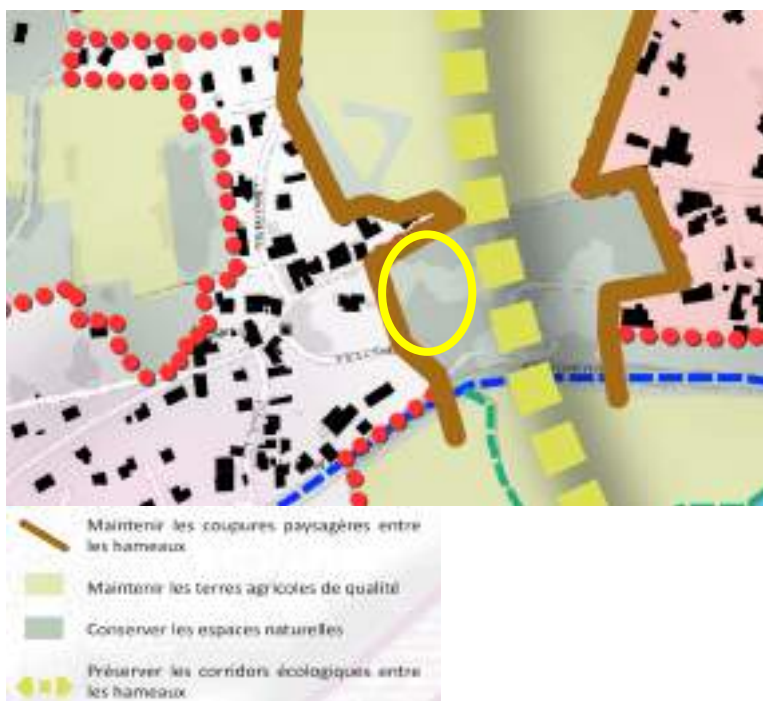 Maintenir les coupures paysagères entre
les hameaux
Maintenir les terres agricoles de qualité
Conserver les espaces naturelles
Préserver les corridors écologiques entre
les hameaux